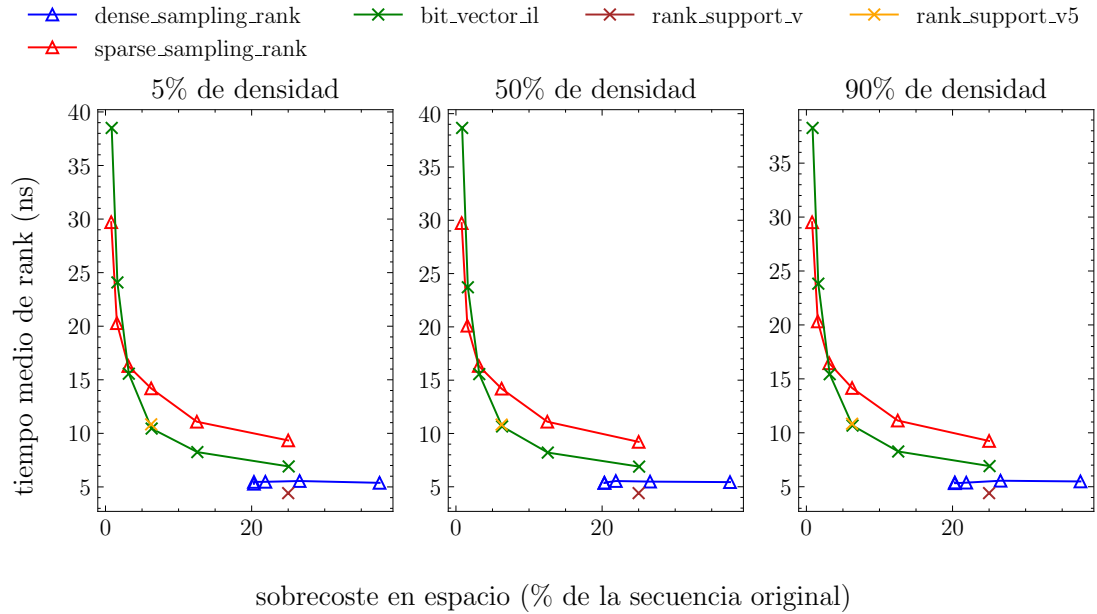 dense_sampling_rank bit_vector_il rank_support_v rank_support_v5
sparse_sampling_rank
5% de densidad 50% de densidad 90% de densidad
tiempo medio de rank (ns)
40 40
35 35 35
30 30 30
25 25 25
20 20 20
15 15 15
10 10 10
5 5 5
0 20 0 20 0 20
sobrecoste en espacio (% de la secuencia original)